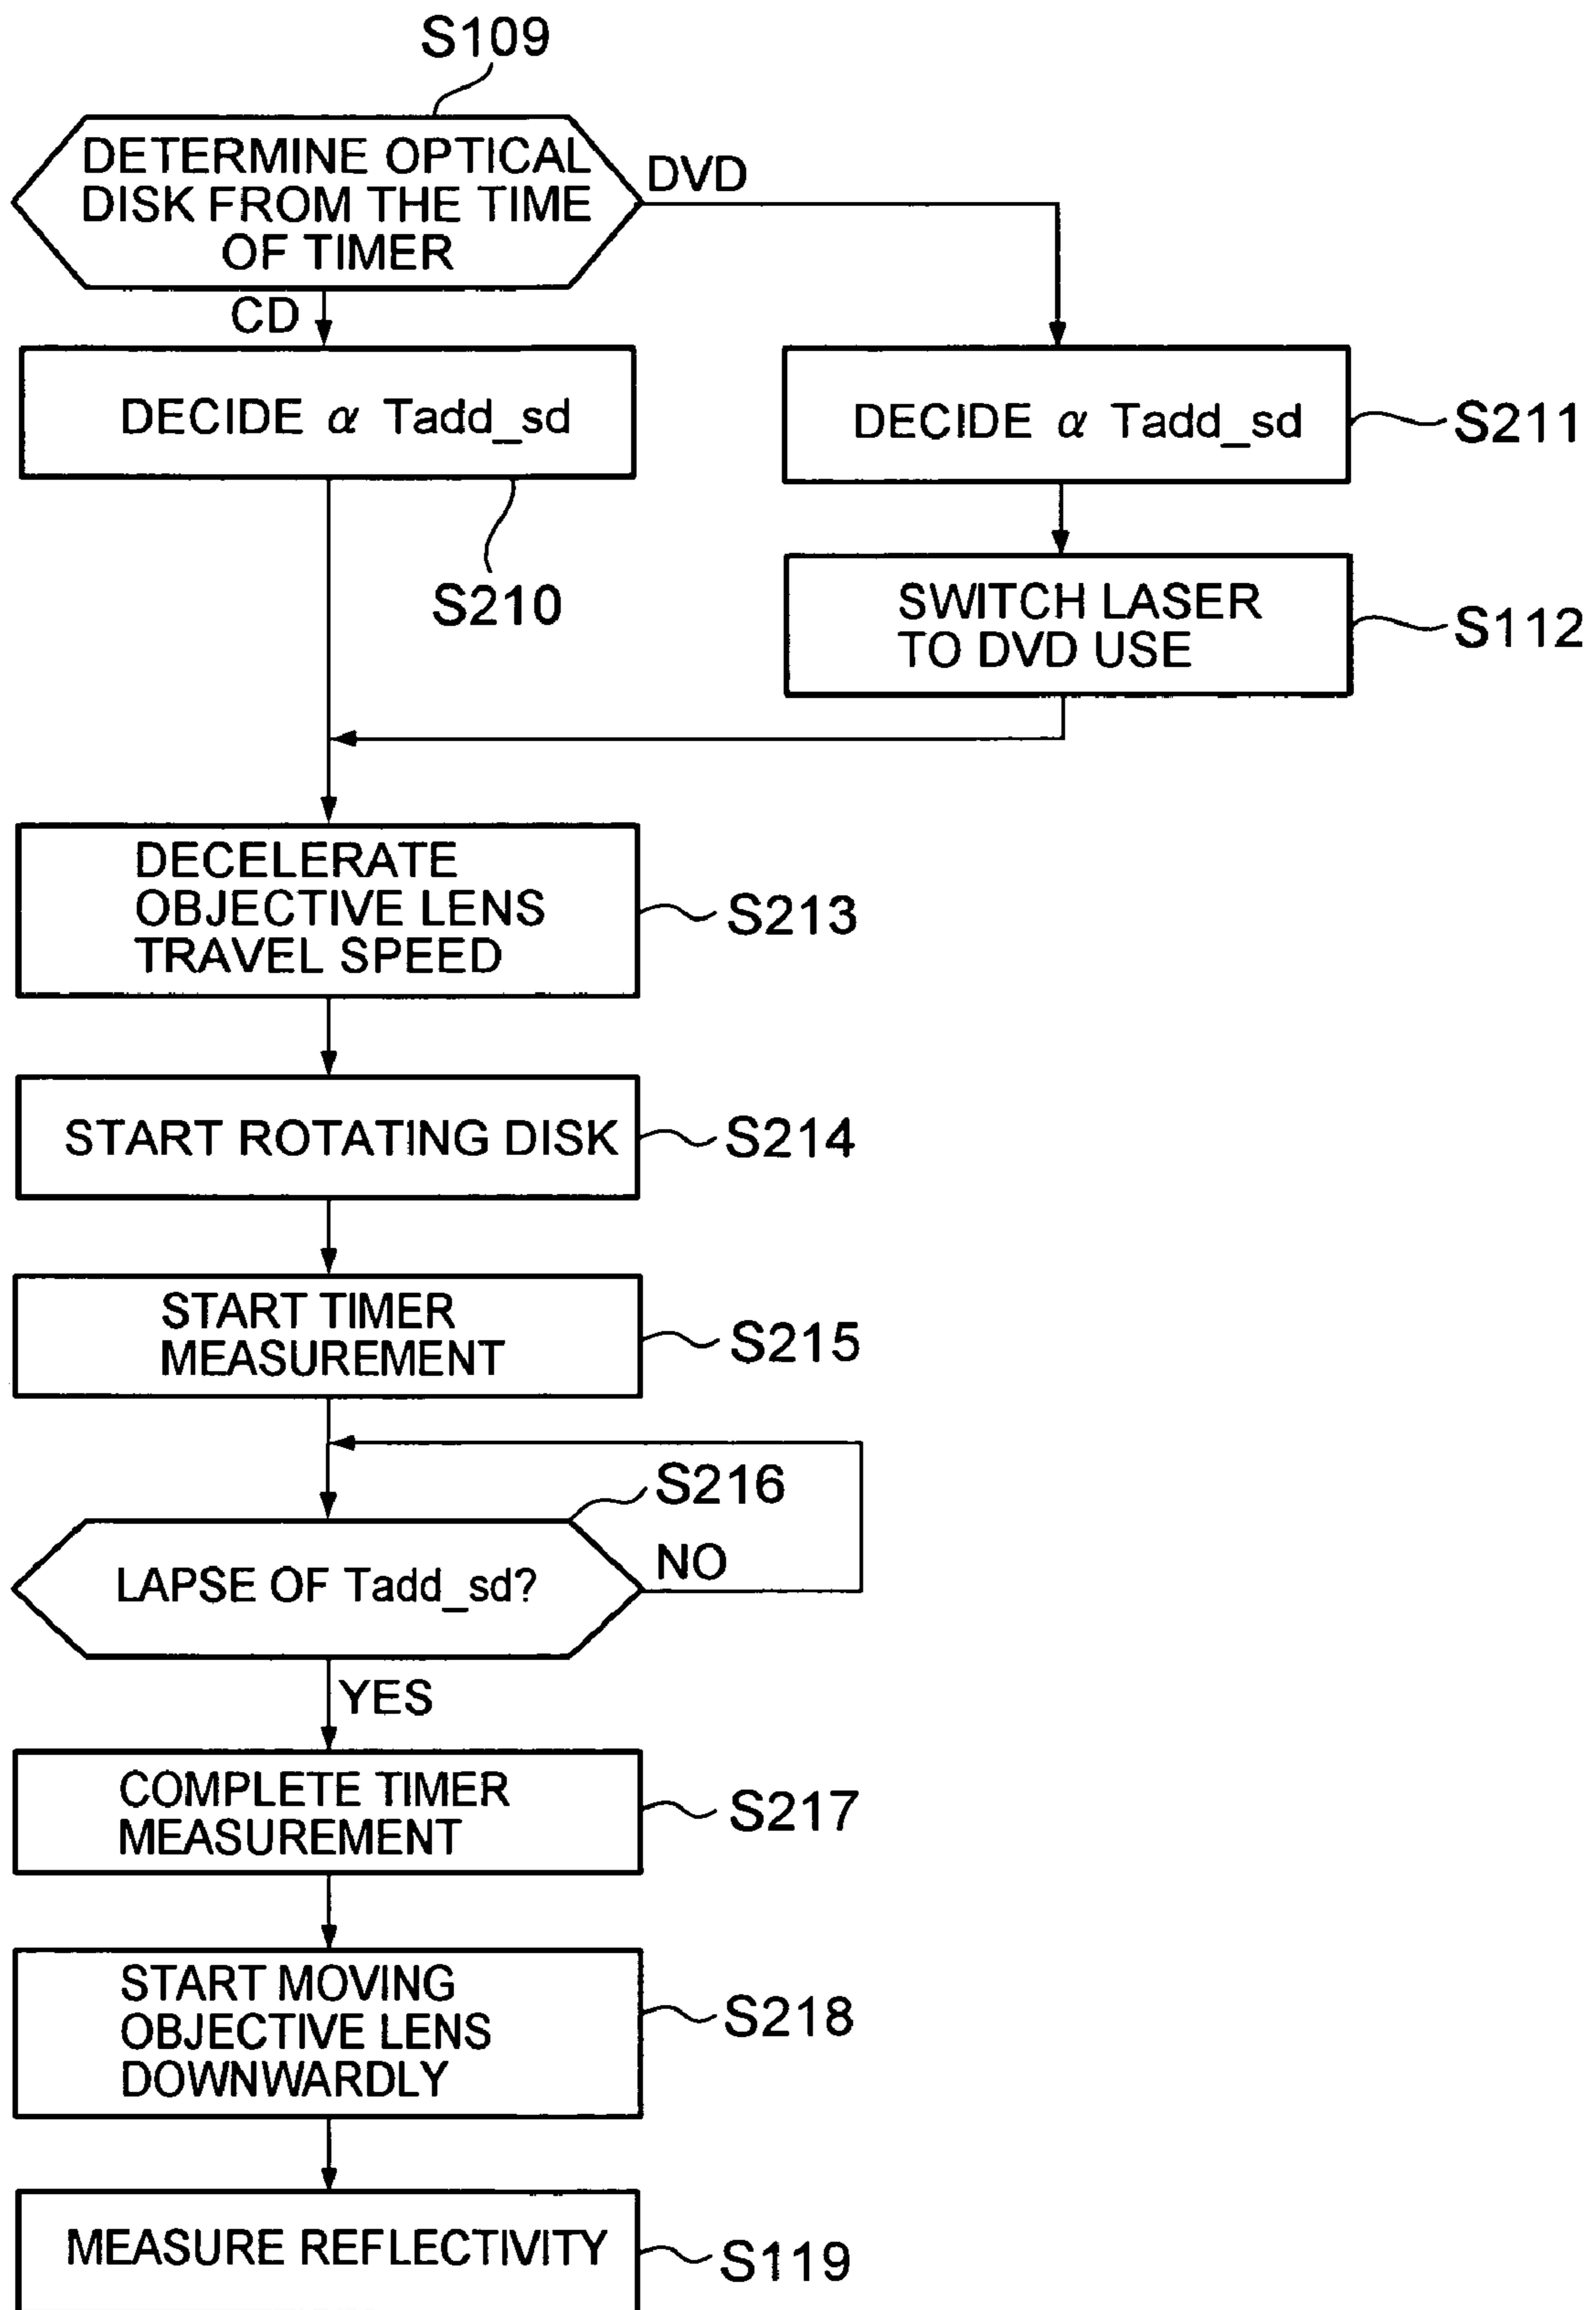 S109
DETERMINE OPTICAL
DISK FROM THE TIME
OF TIMER
DVD
CD
DECIDE α Tadd_sd
S210
DECIDE α Tadd_sd
S211
SWITCH LASER
TO DVD USE
S112
DECELERATE
OBJECTIVE LENS
TRAVEL SPEED
S213
START ROTATING DISK
S214
START TIMER
MEASUREMENT
S215
S216
LAPSE OF Tadd_sd?
NO
YES
COMPLETE TIMER
MEASUREMENT
S217
START MOVING
OBJECTIVE LENS
DOWNWARDLY
S218
MEASURE REFLECTIVITY
S119